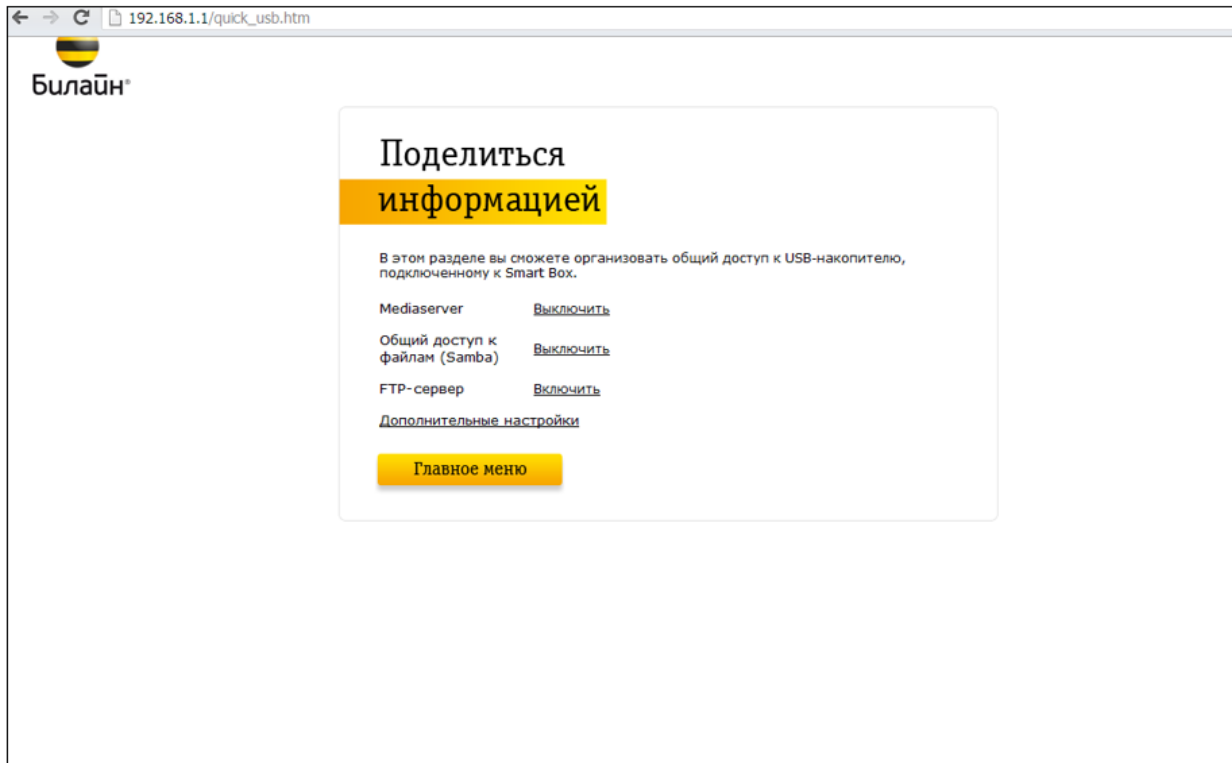 192.168.1.1/quick_usb.htm
Билайн®
Поделиться
информацией
В этом разделе вы сможете организовать общий доступ к USB-накопителю,
подключенному к Smart Box.
Mediaserver Выключить
Общий доступ к
файлам (Samba) Выключить
FTP-сервер Включить
Дополнительные настройки
Главное меню